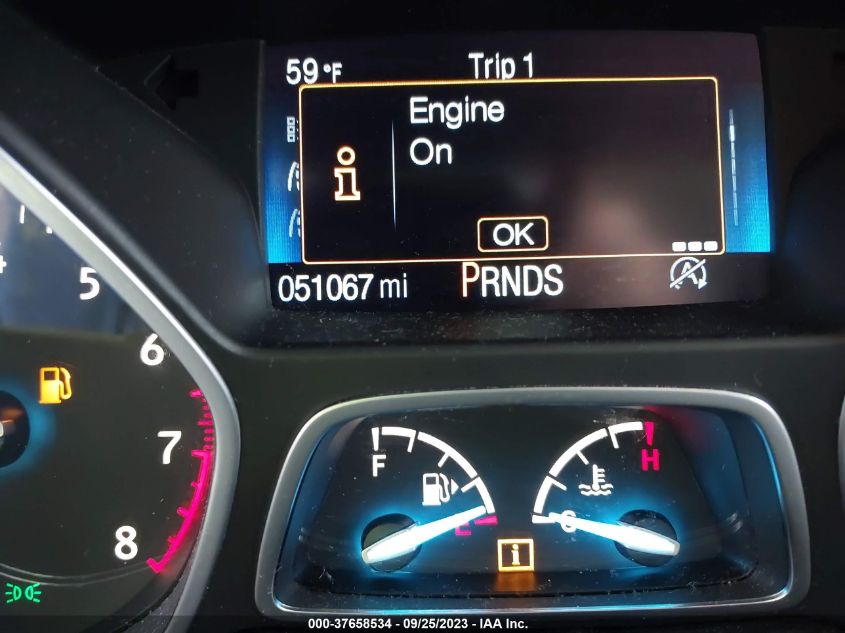 59 °F Trip 1
Engine
On
OK
051067 mi PRNDS
5
6
7
8
F
E
C
H
000-37658534 - 09/25/2023 - IAA Inc.